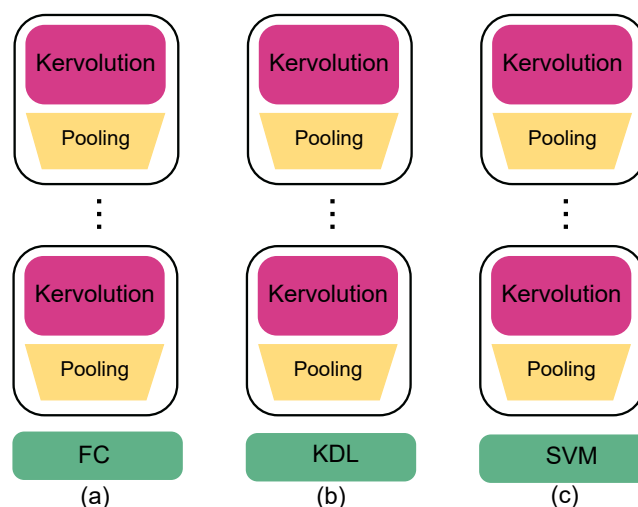 Kervolution Kervolution Kervolution
Pooling Pooling Pooling
Kervolution Kervolution Kervolution
Pooling Pooling Pooling
FC KDL SVM
(a) (b) (c)